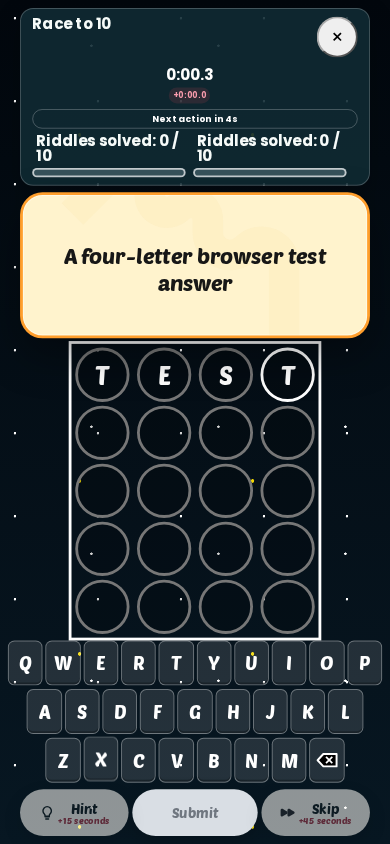 Race to 10
×
0:00.3
+0:00.0
Next action in 4s
Riddles solved: 0 / 10
Riddles solved: 0 / 10
A four-letter browser test
answer
T E S T
Q W E R T Y U I O P
A S D F G H J K L
Z X C V B N M
Hint
+15 seconds
Submit
Skip
+45 seconds